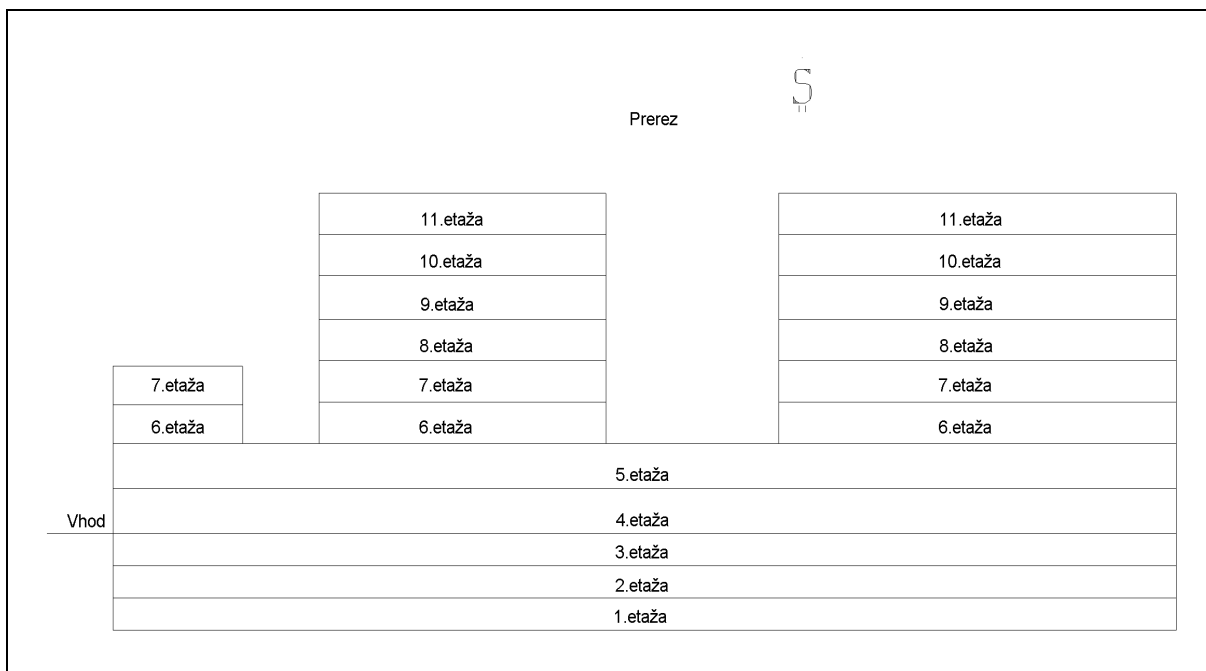 S
Prerez
11.etaža 11.etaža
10.etaža 10.etaža
9.etaža 9.etaža
8.etaža 8.etaža
7.etaža 7.etaža 7.etaža
6.etaža 6.etaža 6.etaža
5.etaža
Vhod 4.etaža
3.etaža
2.etaža
1.etaža